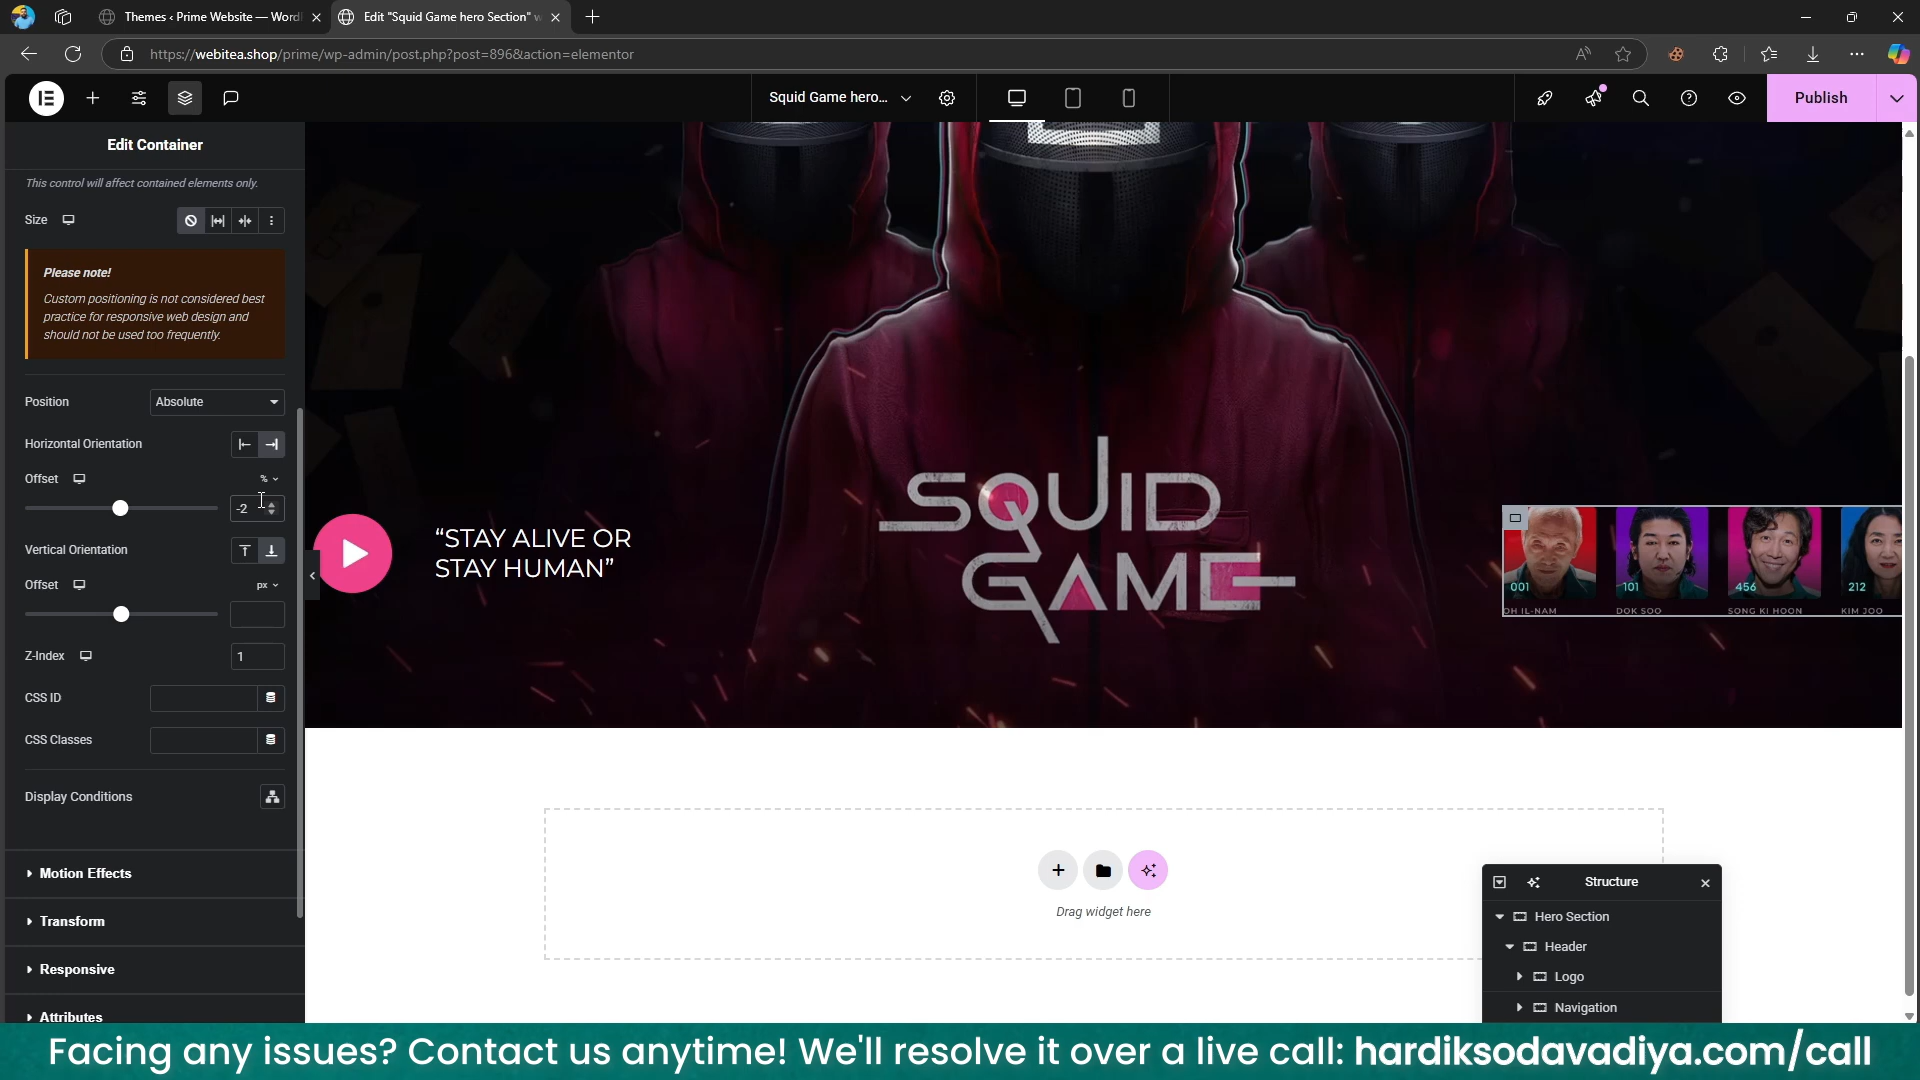 Themes ‹ Prime Website — Word
Edit "Squid Game hero Section" w
https://webitea.shop/prime/wp-admin/post.php?post=896&action=elementor
Squid Game hero...
Publish
Edit Container
This control will affect contained elements only.
Size
Please note!
Custom positioning is not considered best
practice for responsive web design and
should not be used too frequently.
Position
Absolute
Horizontal Orientation
Offset
%
-2
Vertical Orientation
Offset
px
Z-Index
1
CSS ID
CSS Classes
Display Conditions
Motion Effects
Transform
Responsive
Attributes
“STAY ALIVE OR
STAY HUMAN”
SQUID
GAME
001
101
456
212
OH IL-NAM
DOK SOO
SONG KI HOON
KIM JOO
Drag widget here
Structure
Hero Section
Header
Logo
Navigation
Facing any issues? Contact us anytime! We'll resolve it over a live call: hardiksodavadiya.com/call